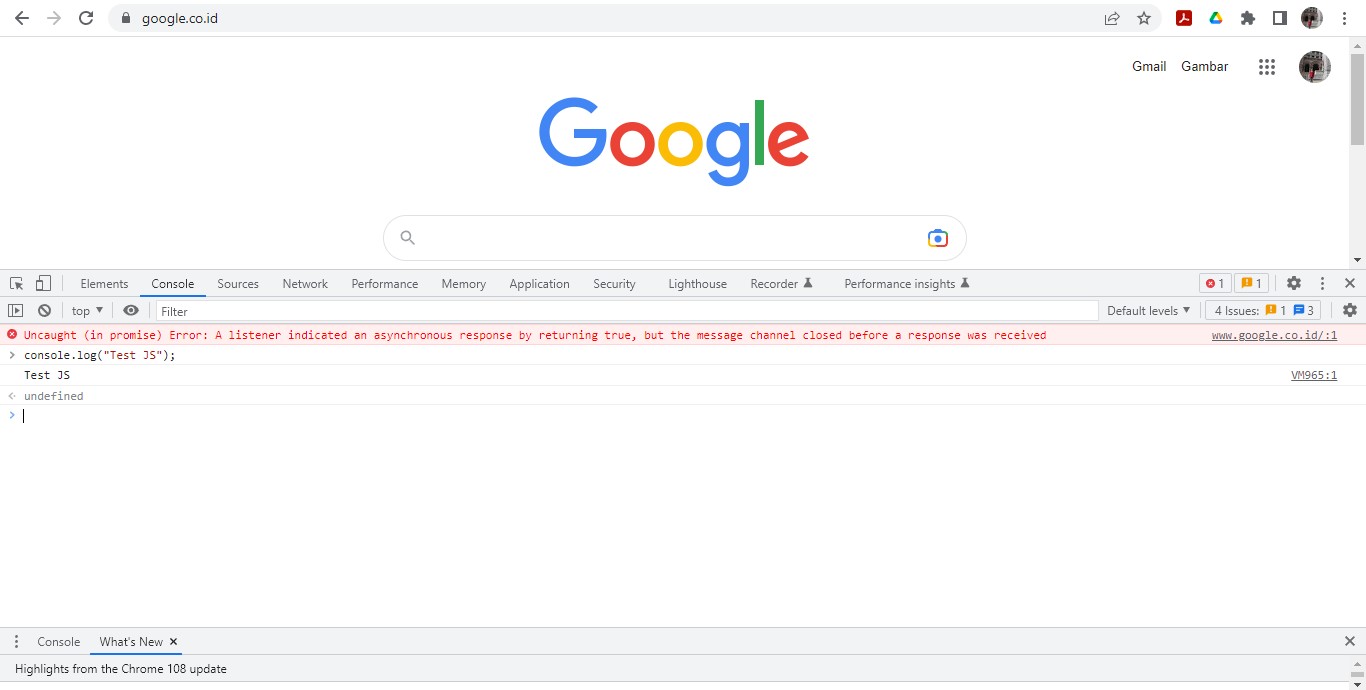 google.co.id
Gmail Gambar
Google
Elements Console Sources Network Performance Memory Application Security Lighthouse Recorder Performance insights 1 1
top Filter Default levels 4 Issues: 1 3
Uncaught (in promise) Error: A listener indicated an asynchronous response by returning true, but the message channel closed before a response was received www.google.co.id/:1
console.log("Test JS");
Test JS VM965:1
undefined
Console What's New
Highlights from the Chrome 108 update